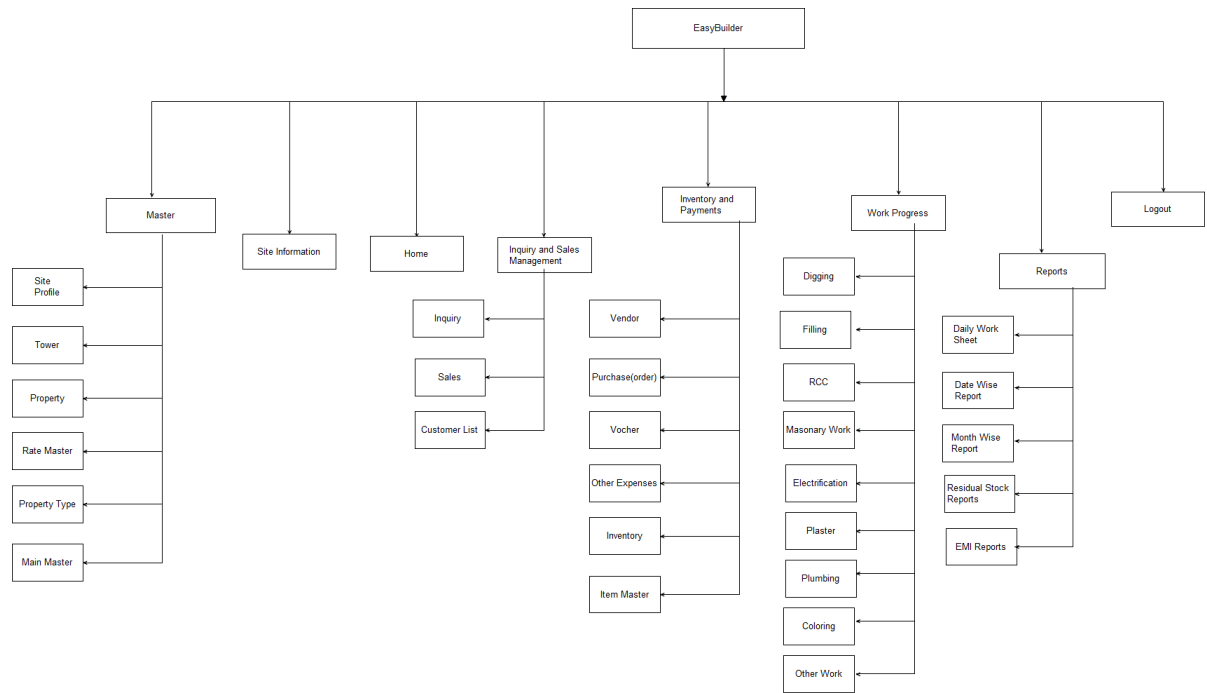 EasyBuilder
Master
Site
Profile
Tower
Property
Rate Master
Property Type
Main Master
Site Information
Home
Inquiry and Sales
Management
Inquiry
Sales
Customer List
Inventory and
Payments
Vendor
Purchase(order)
Vocher
Other Expenses
Inventory
Item Master
Work Progress
Digging
Filling
RCC
Masonary Work
Electrification
Plaster
Plumbing
Coloring
Other Work
Reports
Daily Work
Sheet
Date Wise
Report
Month Wise
Report
Residual Stock
Reports
EMI Reports
Logout